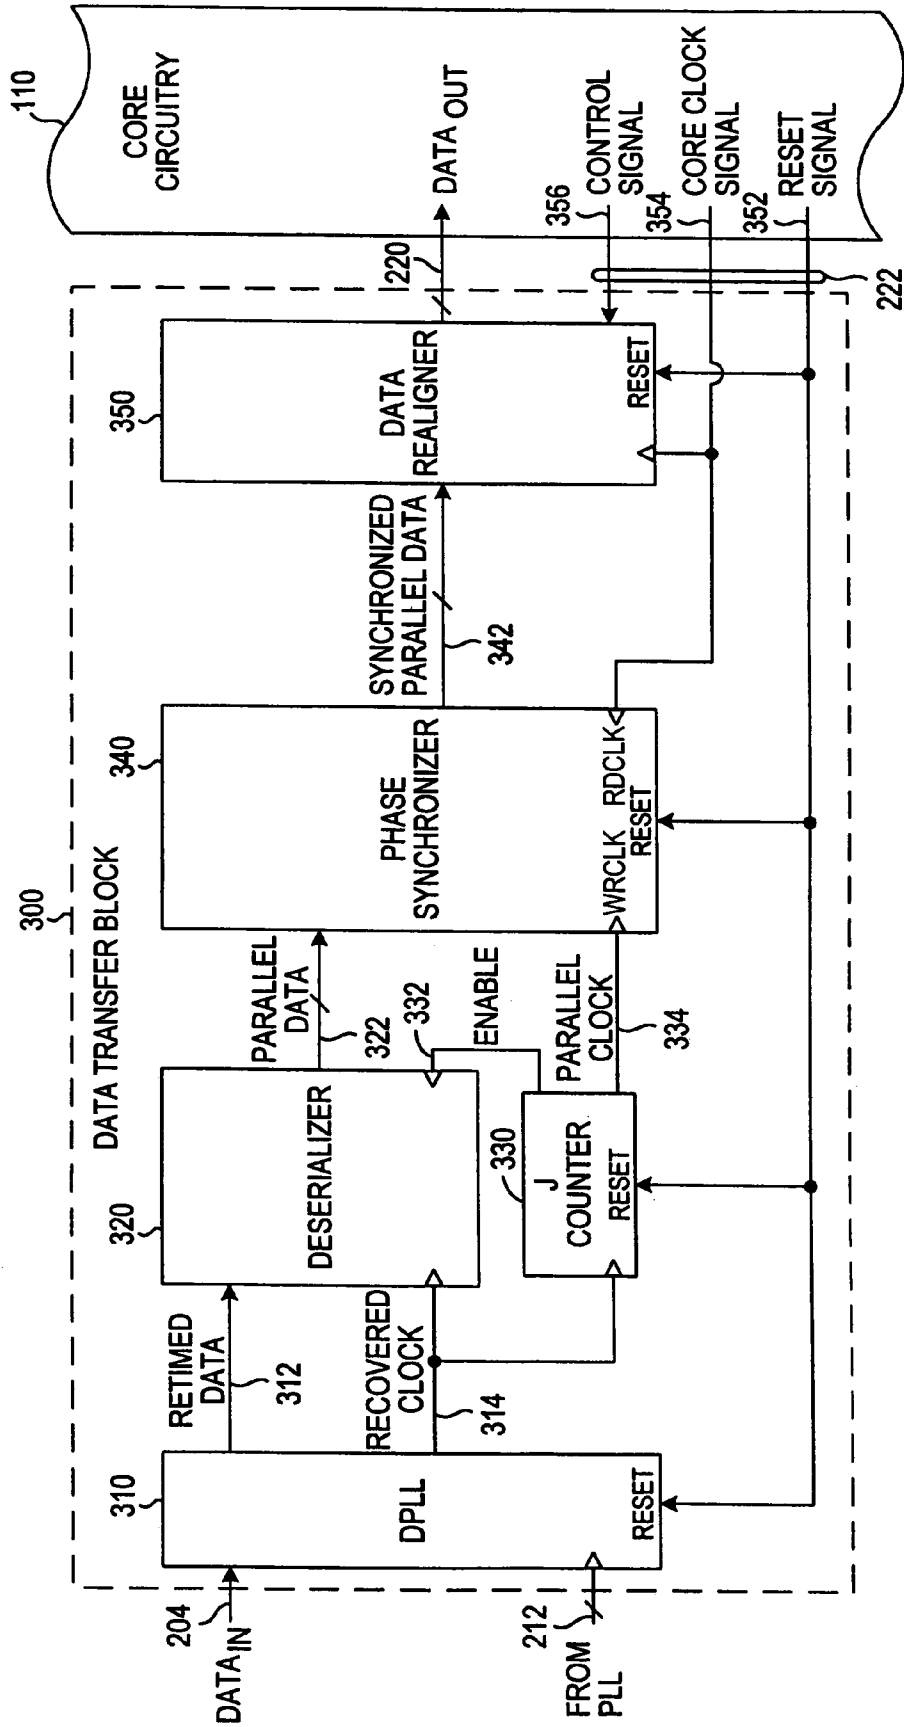 110
CORE
CIRCUITRY
300
DATA TRANSFER BLOCK
204
DATA IN
212
FROM
PLL
310
DPLL
RESET
RETIMED
DATA
312
RECOVERED
CLOCK
314
320
DESERIALIZER
330
J
COUNTER
RESET
PARALLEL
DATA
322
332
ENABLE
PARALLEL
CLOCK
334
340
PHASE
SYNCHRONIZER
WRCLK RDCLK
RESET
SYNCHRONIZED
PARALLEL DATA
342
350
DATA
REALIGNER
RESET
220
DATA OUT
356
CONTROL
SIGNAL
354
CORE CLOCK
SIGNAL
352
RESET
SIGNAL
222